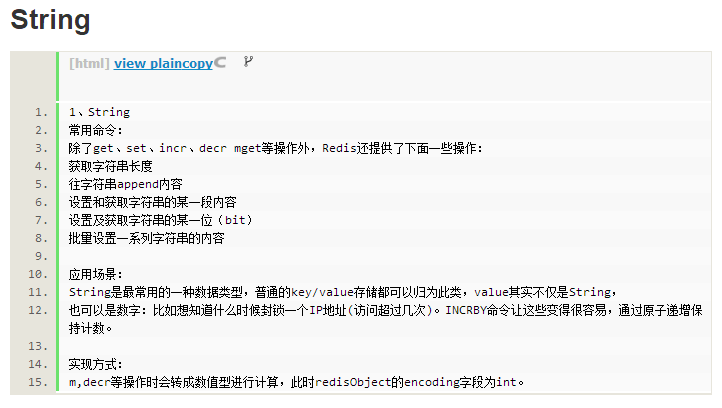 String
[html] view plaincopy
1. 1、String
2. 常用命令：
3. 除了get、set、incr、decr mget等操作外，Redis还提供了下面一些操作：
4. 获取字符串长度
5. 往字符串append内容
6. 设置和获取字符串的某一段内容
7. 设置及获取字符串的某一位（bit）
8. 批量设置一系列字符串的内容
9.
10. 应用场景：
11. String是最常用的一种数据类型，普通的key/value存储都可以归为此类，value其实不仅是String，
12. 也可以是数字：比如想知道什么时候封锁一个IP地址(访问超过几次)。INCRBY命令让这些变得很容易，通过原子递增保
持计数。
13.
14. 实现方式：
15. m,decr等操作时会转成数值型进行计算，此时redisObject的encoding字段为int。